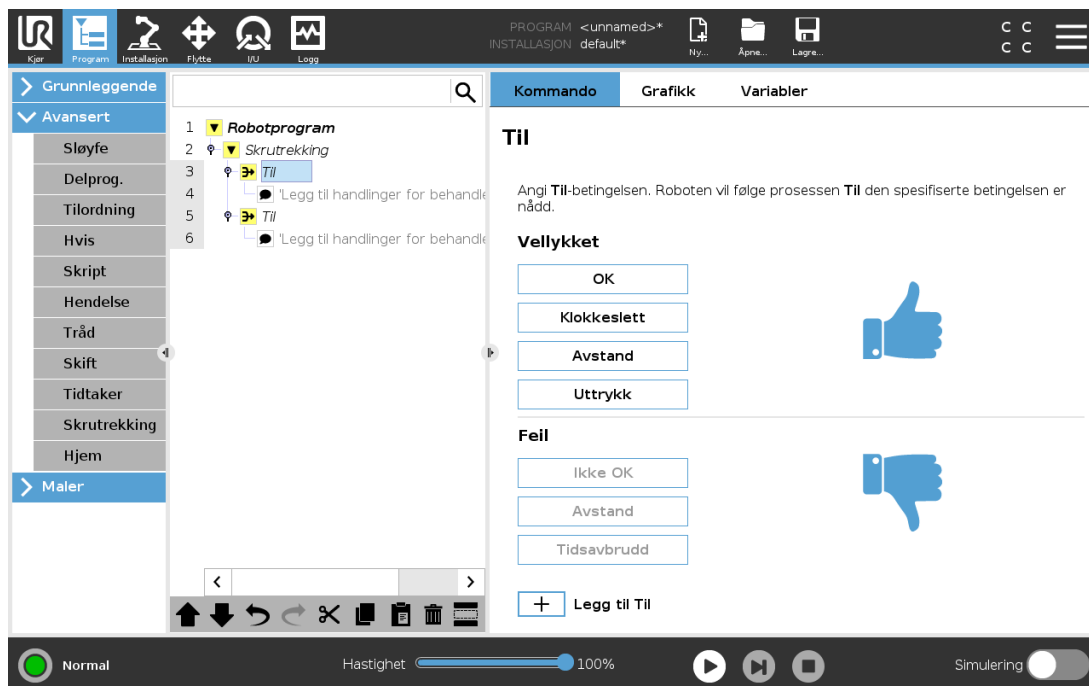 PROGRAM <unnamed>*
INSTALLASJON default*
C C
C C
Kjør Program Installasjon Flytte I/U Logg Ny... Åpne... Lagre...
Grunnleggende
Avansert
Sløyfe
Delprog.
Tilordning
Hvis
Skript
Hendelse
Tråd
Skift
Tidtaker
Skrutrekking
Hjem
Maler
1 Robotprogram
2 Skrutrekking
3 Til
4 'Legg til handlinger for behandle
5 Til
6 'Legg til handlinger for behandle
Kommando Grafikk Variabler
Til
Angi Til-betingelsen. Roboten vil følge prosessen Til den spesifiserte betingelsen er
nådd.
Vellykket
OK
Klokkeslett
Avstand
Uttrykk
Feil
Ikke OK
Avstand
Tidsavbrudd
+ Legg til Til
Normal Hastighet 100% Simulering